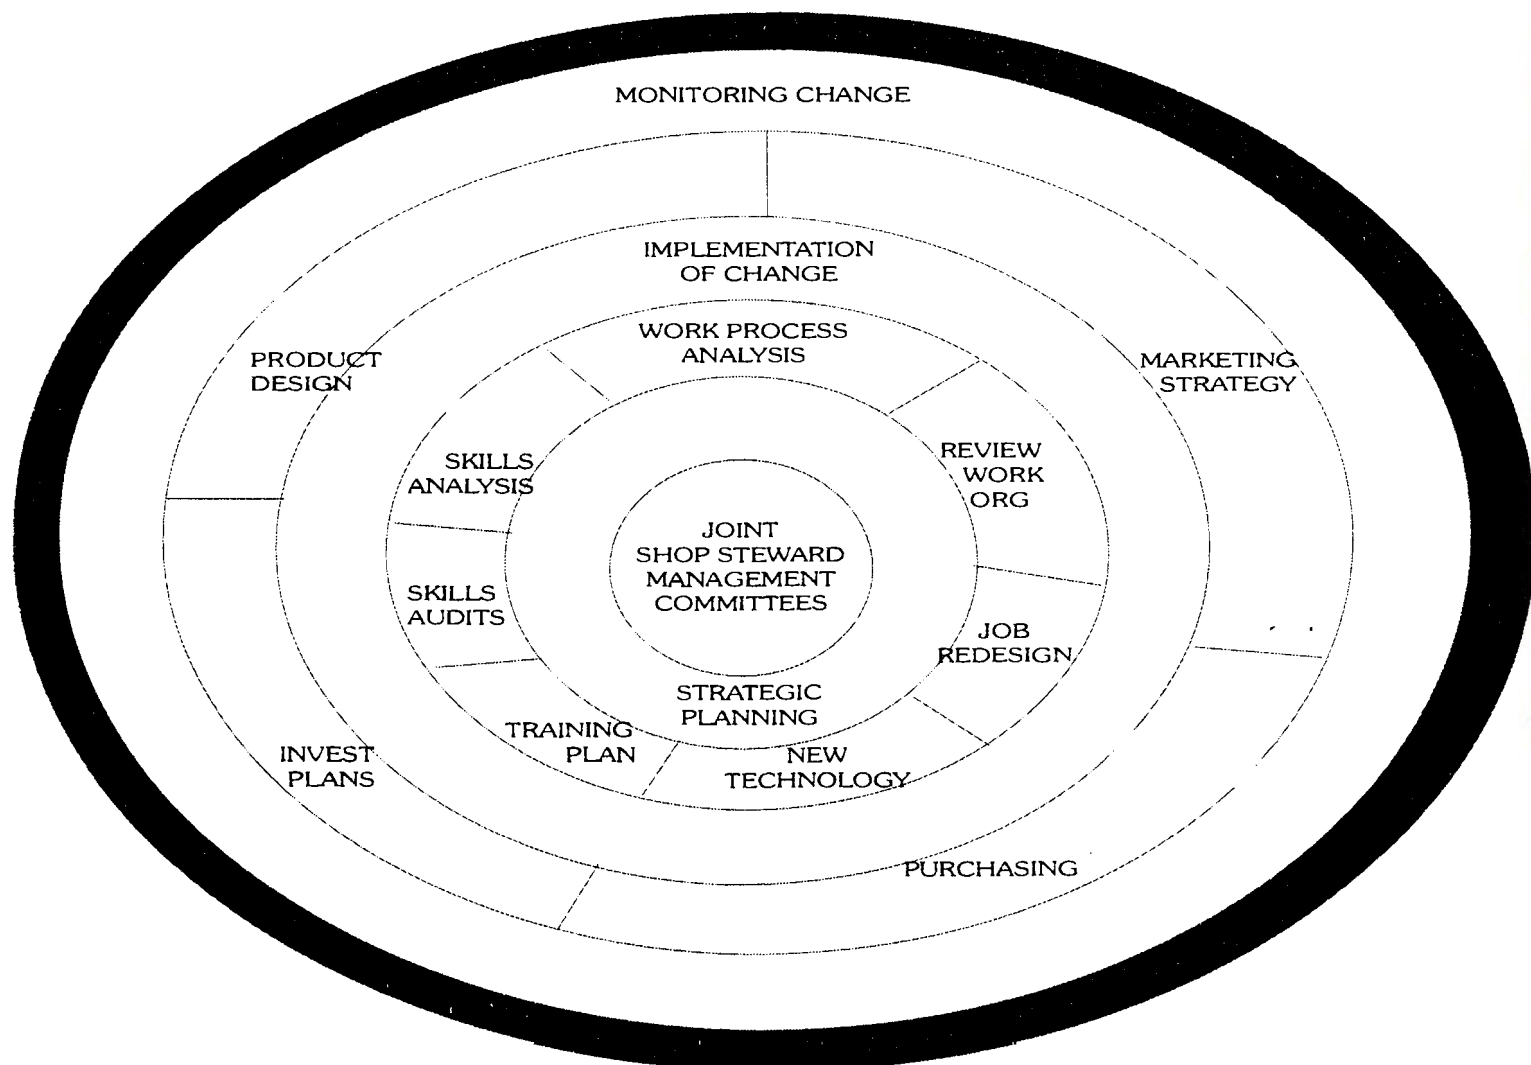 MONITORING CHANGE
IMPLEMENTATION
OF CHANGE
WORK PROCESS
ANALYSIS
PRODUCT
DESIGN
MARKETING
STRATEGY
SKILLS
ANALYSIS
REVIEW
WORK
ORG
JOINT
SHOP STEWARD
MANAGEMENT
COMMITTEES
SKILLS
AUDITS
JOB
REDESIGN
STRATEGIC
PLANNING
TRAINING
PLAN
NEW
TECHNOLOGY
INVEST
PLANS
PURCHASING